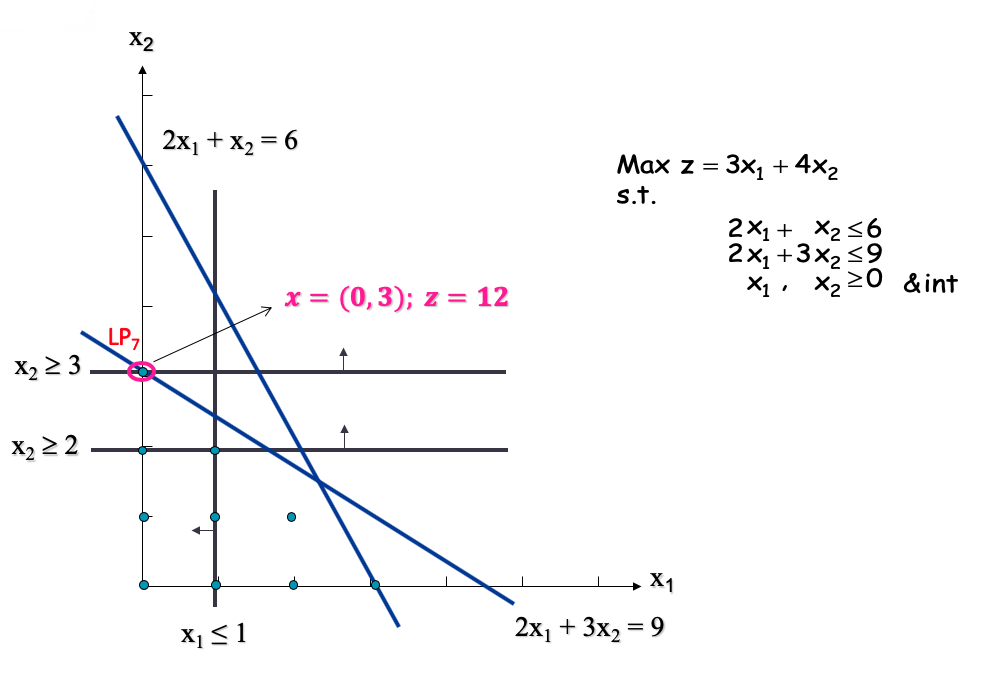 x₂
2x₁ + x₂ = 6
Max z = 3x₁ + 4x₂
s.t.
2x₁ + x₂ ≤ 6
2x₁ + 3x₂ ≤ 9
x₁ , x₂ ≥ 0 &int
x = (0, 3); z = 12
LP₇
x₂ ≥ 3
x₂ ≥ 2
x₁
x₁ ≤ 1
2x₁ + 3x₂ = 9